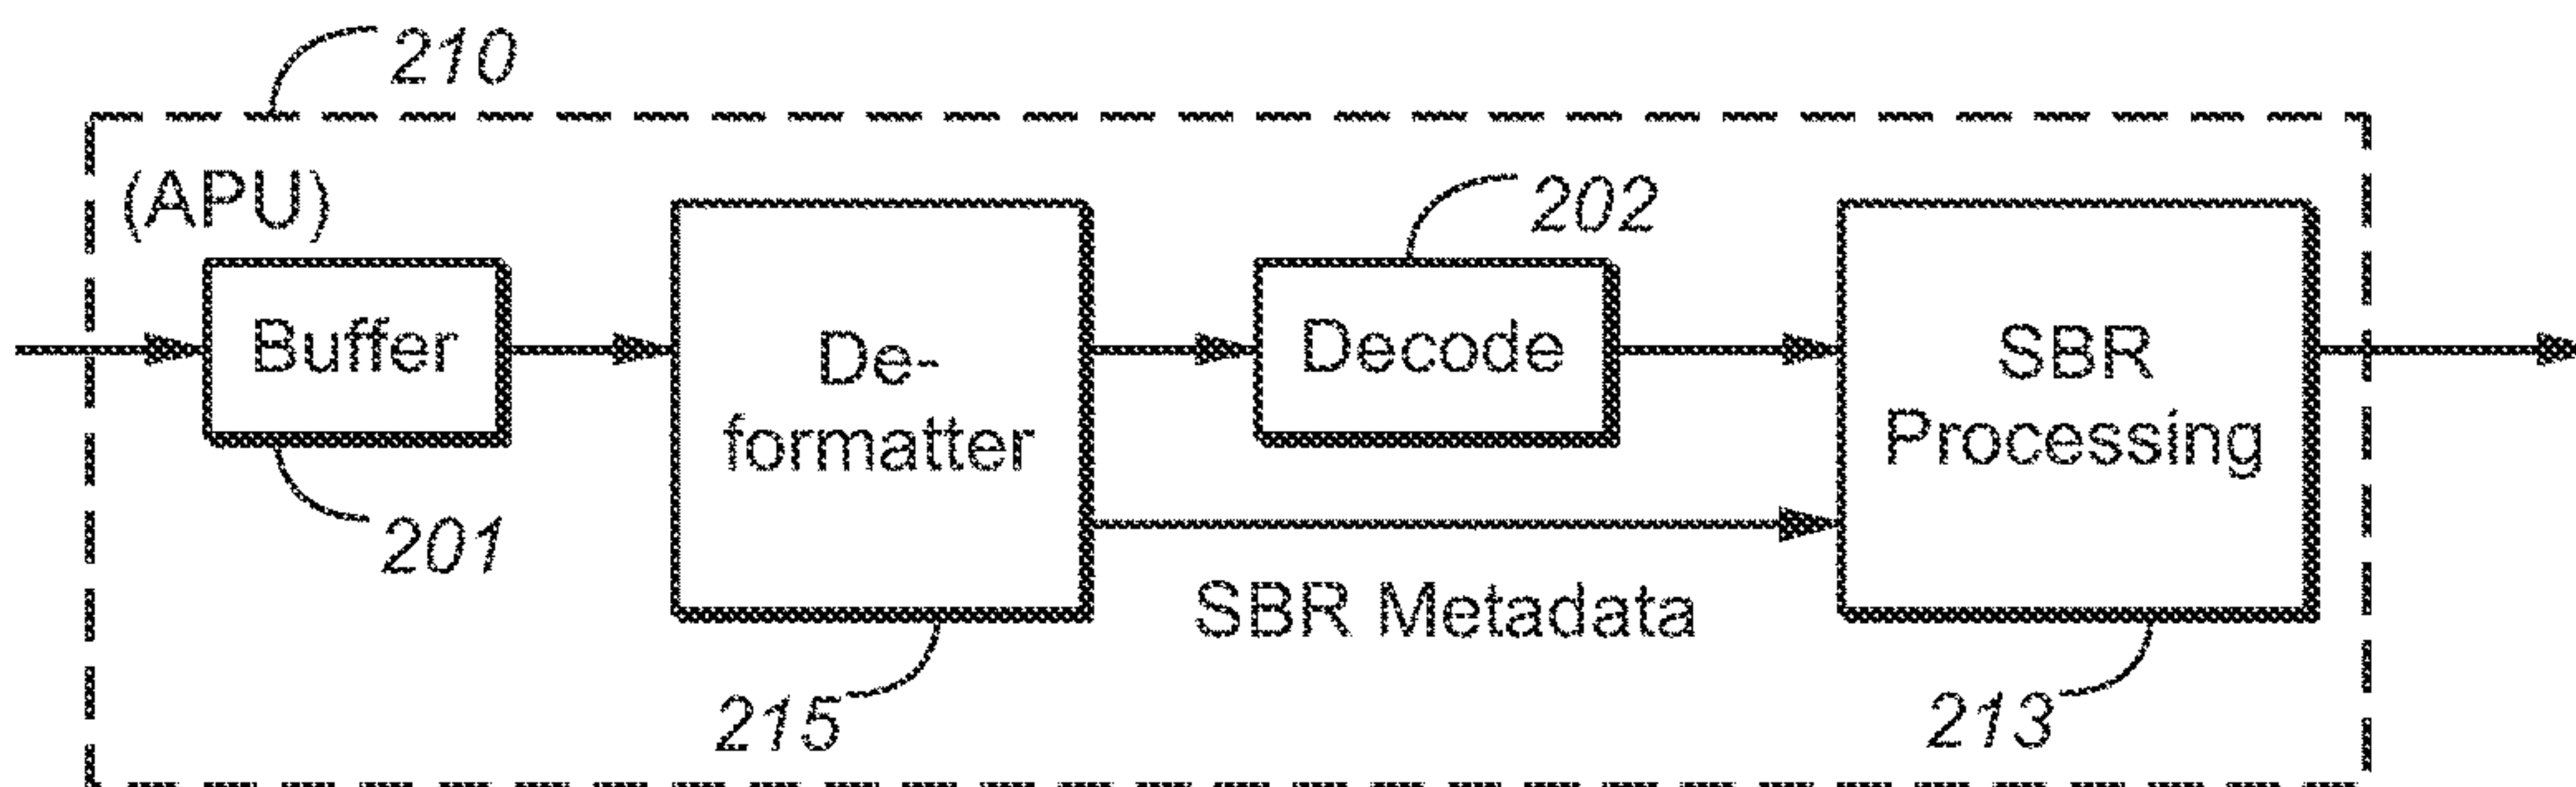 210
(APU)
202
Buffer
De-
formatter
Decode
SBR
Processing
201
SBR Metadata
215
213